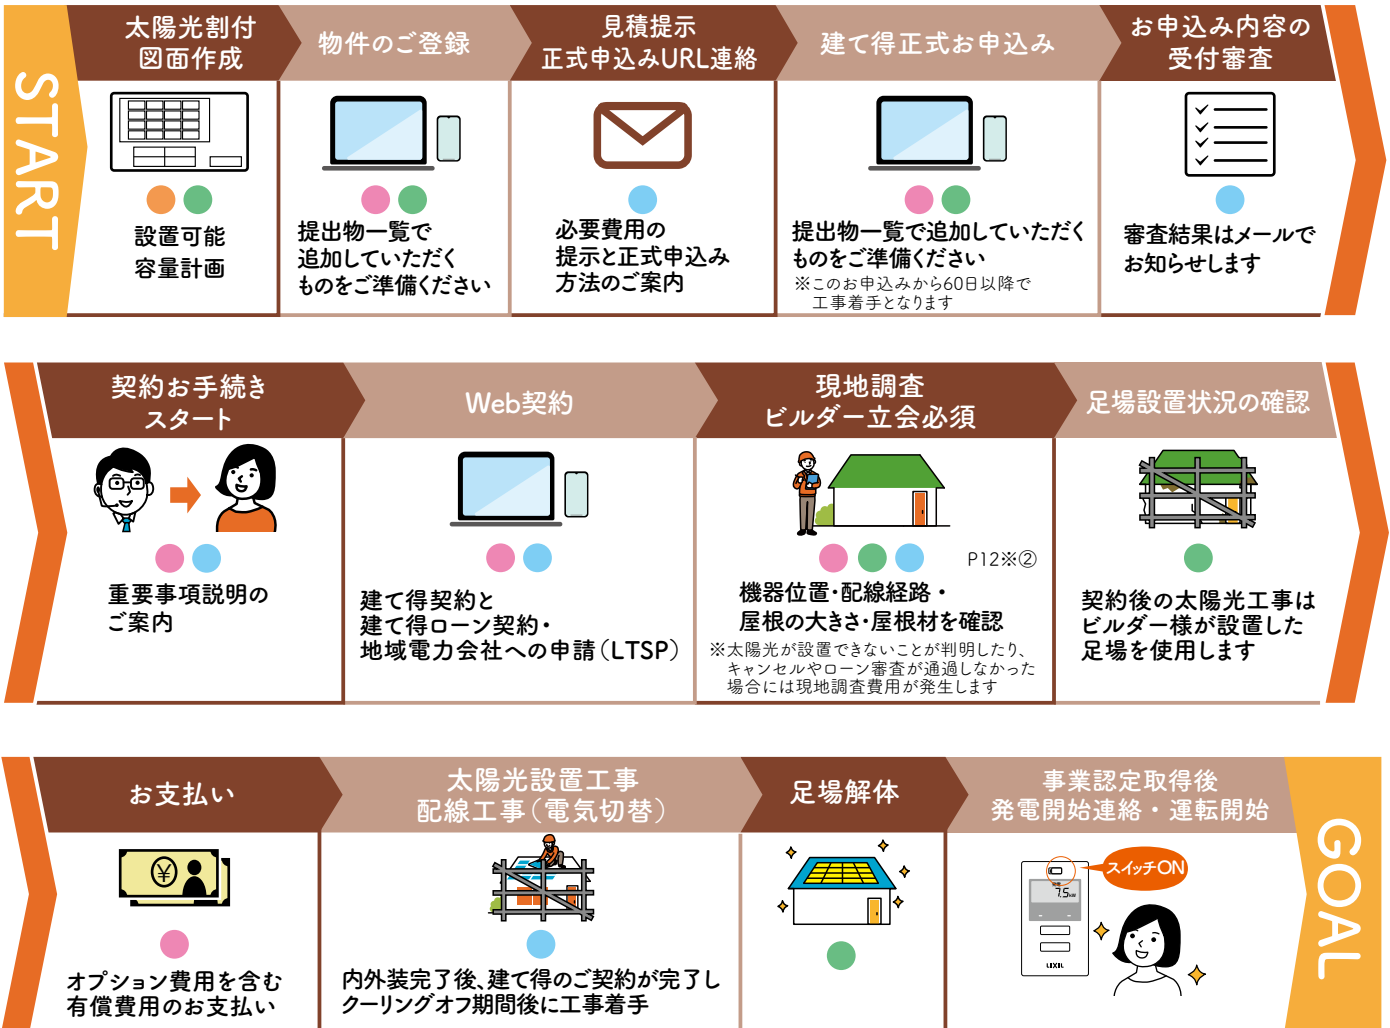 START
太陽光割付
図面作成
設置可能
容量計画
物件のご登録
提出物一覧で
追加していただく
ものをご準備ください
見積提示
正式申込みURL連絡
必要費用の
提示と正式申込み
方法のご案内
建て得正式お申込み
提出物一覧で追加していただく
ものをご準備ください
※このお申込みから60日以降で
工事着手となります
お申込み内容の
受付審査
審査結果はメールで
お知らせします
契約お手続き
スタート
重要事項説明の
ご案内
Web契約
建て得契約と
建て得ローン契約・
地域電力会社への申請（LTSP）
現地調査
ビルダー立会必須
P12※②
機器位置・配線経路・
屋根の大きさ・屋根材を確認
※太陽光が設置できないことが判明したり、
キャンセルやローン審査が通過しなかった
場合には現地調査費用が発生します
足場設置状況の確認
契約後の太陽光工事は
ビルダー様が設置した
足場を使用します
お支払い
オプション費用を含む
有償費用のお支払い
太陽光設置工事
配線工事（電気切替）
内外装完了後、建て得のご契約が完了し
クーリングオフ期間後に工事着手
足場解体
事業認定取得後
発電開始連絡・運転開始
スイッチON
7.5kW
LIXIL
GOAL